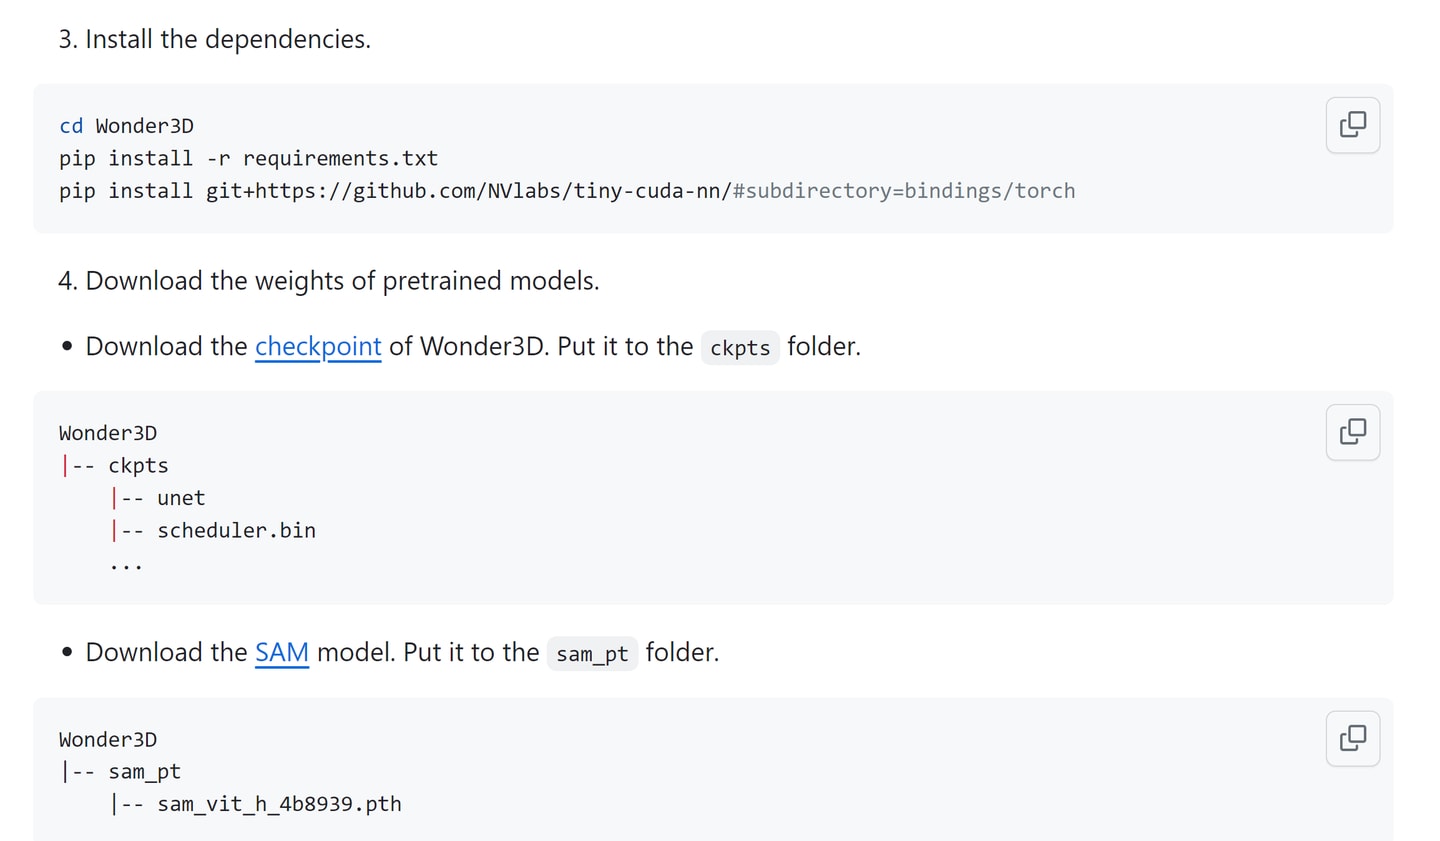 3. Install the dependencies.
cd Wonder3D
pip install -r requirements.txt
pip install git+https://github.com/NVlabs/tiny-cuda-nn/#subdirectory=bindings/torch
4. Download the weights of pretrained models.
• Download the checkpoint of Wonder3D. Put it to the ckpts folder.
Wonder3D
|-- ckpts
    |-- unet
    |-- scheduler.bin
    ...
• Download the SAM model. Put it to the sam_pt folder.
Wonder3D
|-- sam_pt
    |-- sam_vit_h_4b8939.pth